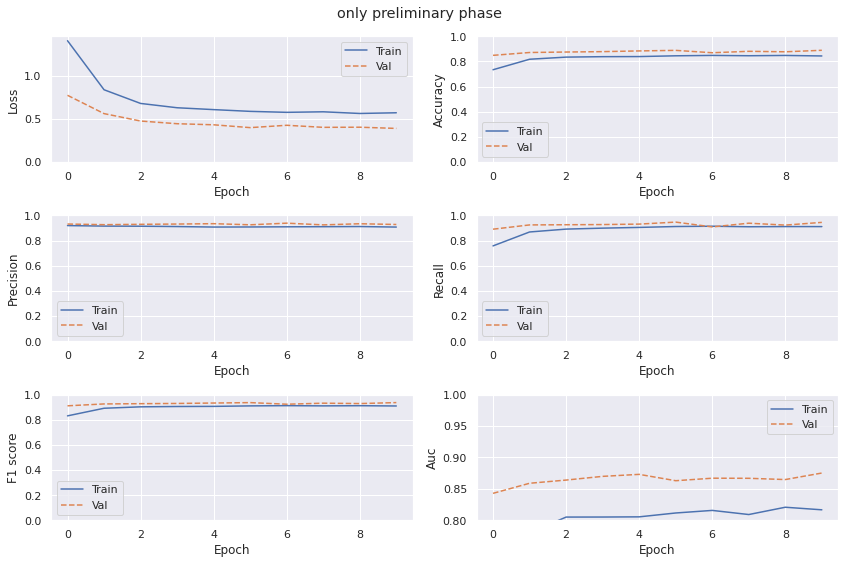 only preliminary phase
Loss
1.0
0.5
0.0
0 2 4 6 8
Epoch
Train
Val
Accuracy
1.0
0.8
0.6
0.4
0.2
0.0
0 2 4 6 8
Epoch
Train
Val
Precision
1.0
0.8
0.6
0.4
0.2
0.0
0 2 4 6 8
Epoch
Train
Val
Recall
1.0
0.8
0.6
0.4
0.2
0.0
0 2 4 6 8
Epoch
Train
Val
F1 score
1.0
0.8
0.6
0.4
0.2
0.0
0 2 4 6 8
Epoch
Train
Val
Auc
1.00
0.95
0.90
0.85
0.80
0 2 4 6 8
Epoch
Train
Val